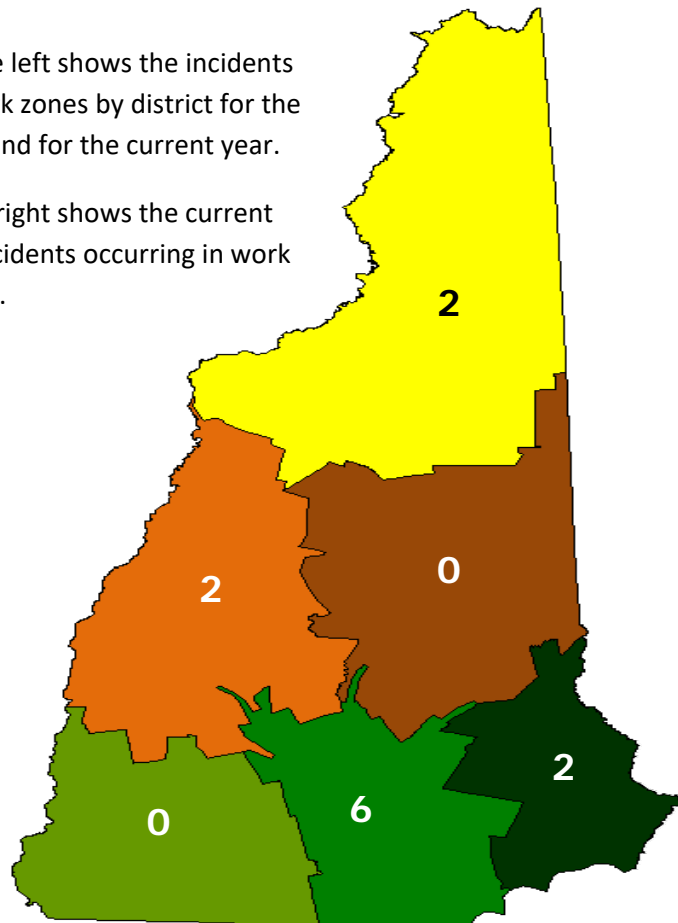 e left shows the incidents
k zones by district for the
nd for the current year.
right shows the current
cidents occurring in work
.
2
2
0
2
6
0